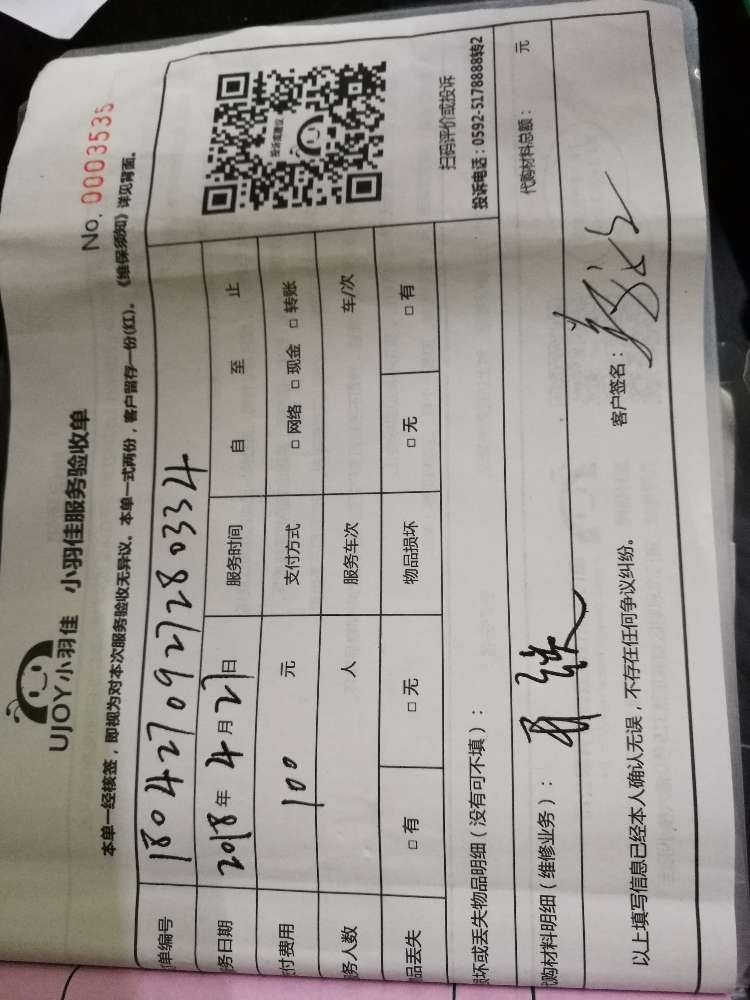 UJOY小羽佳 小羽佳服务验收单
No. 0003535
本单一经核签，即视为对本次服务验收无异议。本单一式两份，客户留存一份(红)。《维保须知》详见背面。
单编号 1804270921280334
务日期 2018年4月27日 服务时间 自 至 止
付费用 100 元 支付方式 □ 网络 □ 现金 □ 转账
务人数 人 服务车次 车/次
品丢失 □ 有 □ 无 物品损坏 □ 无 □ 有
投诉或建议
扫码评价或投诉
投诉电话：0592-5178888转2
损坏或丢失物品明细（没有可不填）：
代购材料明细（维修业务）： 代购材料总额： 元
以上填写信息已经本人确认无误，不存在任何争议纠纷。 客户签名：